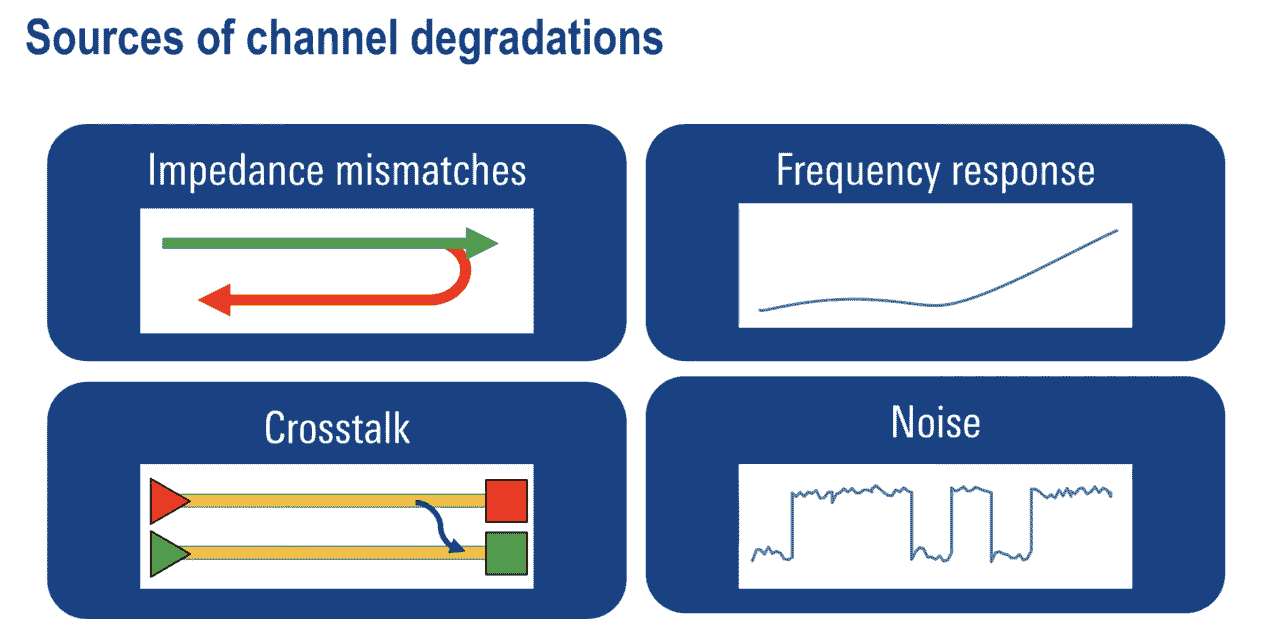 Sources of channel degradations
Impedance mismatches
Frequency response
Crosstalk
Noise